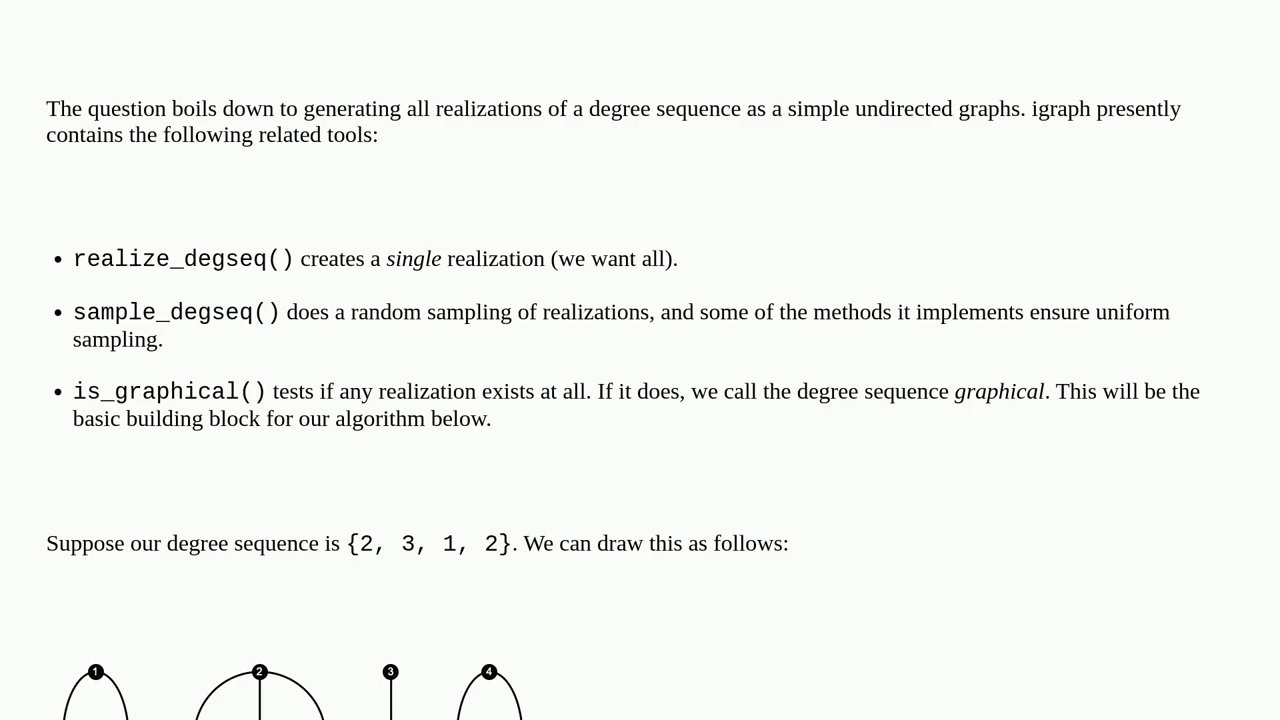 The question boils down to generating all realizations of a degree sequence as a simple undirected graphs. igraph presently
contains the following related tools:
• realize_degseq() creates a single realization (we want all).
• sample_degseq() does a random sampling of realizations, and some of the methods it implements ensure uniform
sampling.
• is_graphical() tests if any realization exists at all. If it does, we call the degree sequence graphical. This will be the
basic building block for our algorithm below.
Suppose our degree sequence is {2, 3, 1, 2}. We can draw this as follows:
1 2 3 4